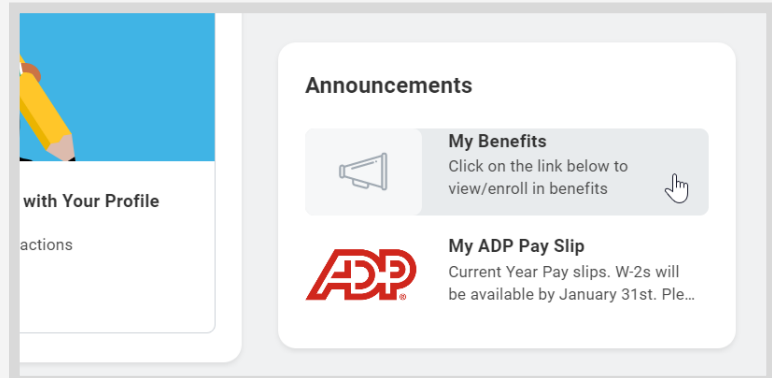 with Your Profile
actions
Announcements
My Benefits
Click on the link below to
view/enroll in benefits
ADP
My ADP Pay Slip
Current Year Pay slips. W-2s will
be available by January 31st. Ple...